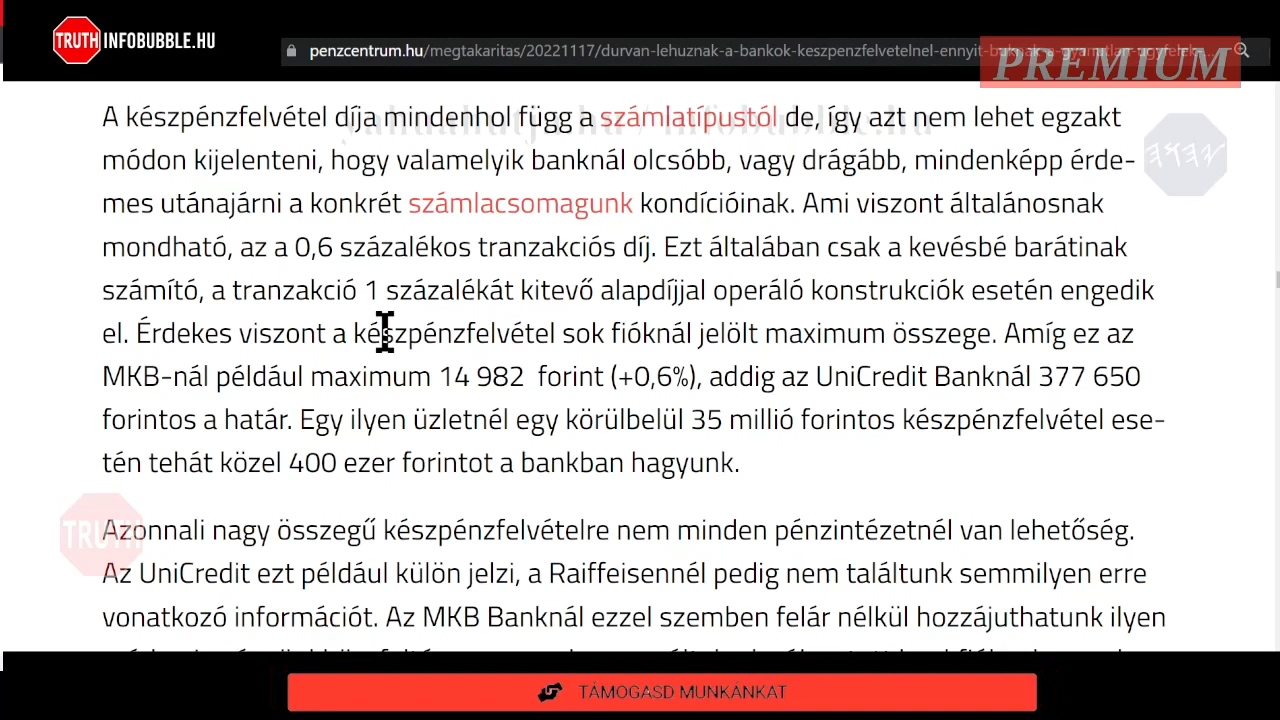 TRUTH INFOBUBBLE.HU
penzcentrum.hu/megtakaritas/20221117/durvan-lehuznak-a-bankok-keszpenzfelvetelnel-ennyit-buknak-a-gyanutlan-ugyfelek
PREMIUM
A készpénzfelvétel díja mindenhol függ a számlatípustól de, így azt nem lehet egzakt
módon kijelenteni, hogy valamelyik banknál olcsóbb, vagy drágább, mindenképp érde-
mes utánajárni a konkrét számlacsomagunk kondícióinak. Ami viszont általánosnak
mondható, az a 0,6 százalékos tranzakciós díj. Ezt általában csak a kevésbé barátinak
számító, a tranzakció 1 százalékát kitevő alapdíjjal operáló konstrukciók esetén engedik
el. Érdekes viszont a készpénzfelvétel sok fióknál jelölt maximum összege. Amíg ez az
MKB-nál például maximum 14 982 forint (+0,6%), addig az UniCredit Banknál 377 650
forintos a határ. Egy ilyen üzletnél egy körülbelül 35 millió forintos készpénzfelvétel ese-
tén tehát közel 400 ezer forintot a bankban hagyunk.
TRUTH
Azonnali nagy összegű készpénzfelvételre nem minden pénzintézetnél van lehetőség.
Az UniCredit ezt például külön jelzi, a Raiffeisennél pedig nem találtunk semmilyen erre
vonatkozó információt. Az MKB Banknál ezzel szemben felár nélkül hozzájuthatunk ilyen
TÁMOGASD MUNKÁNKAT